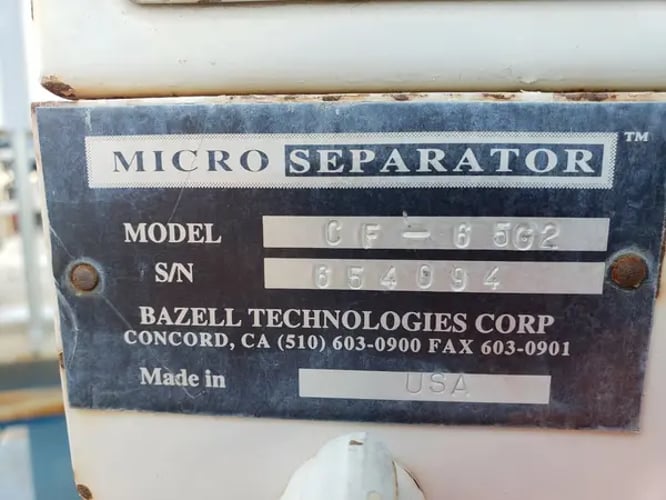 MICRO SEPARATOR ™
MODEL CF-65G2
S/N 654094
BAZELL TECHNOLOGIES CORP
CONCORD, CA (510) 603-0900 FAX 603-0901
Made in USA